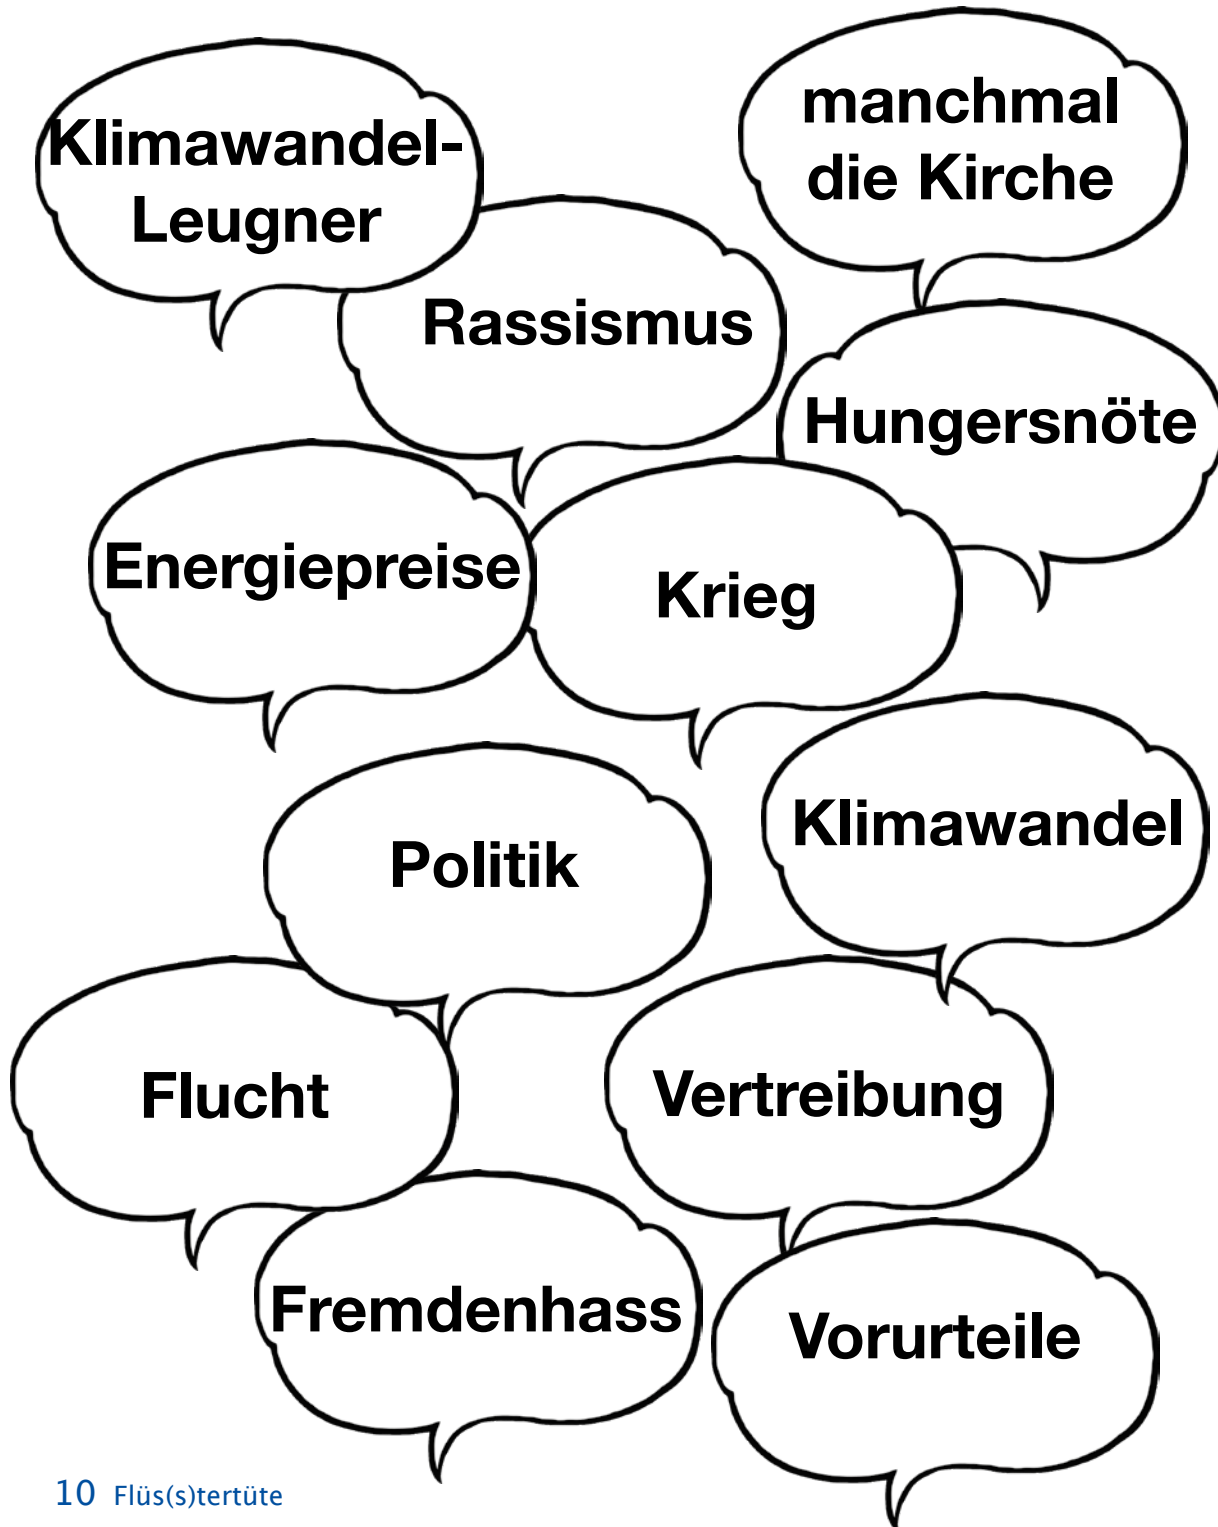 Klimawandel-
Leugner
manchmal
die Kirche
Rassismus
Hungersnöte
Energiepreise
Krieg
Klimawandel
Politik
Flucht
Vertreibung
Fremdenhass
Vorurteile
10 Flüs(s)tertüte